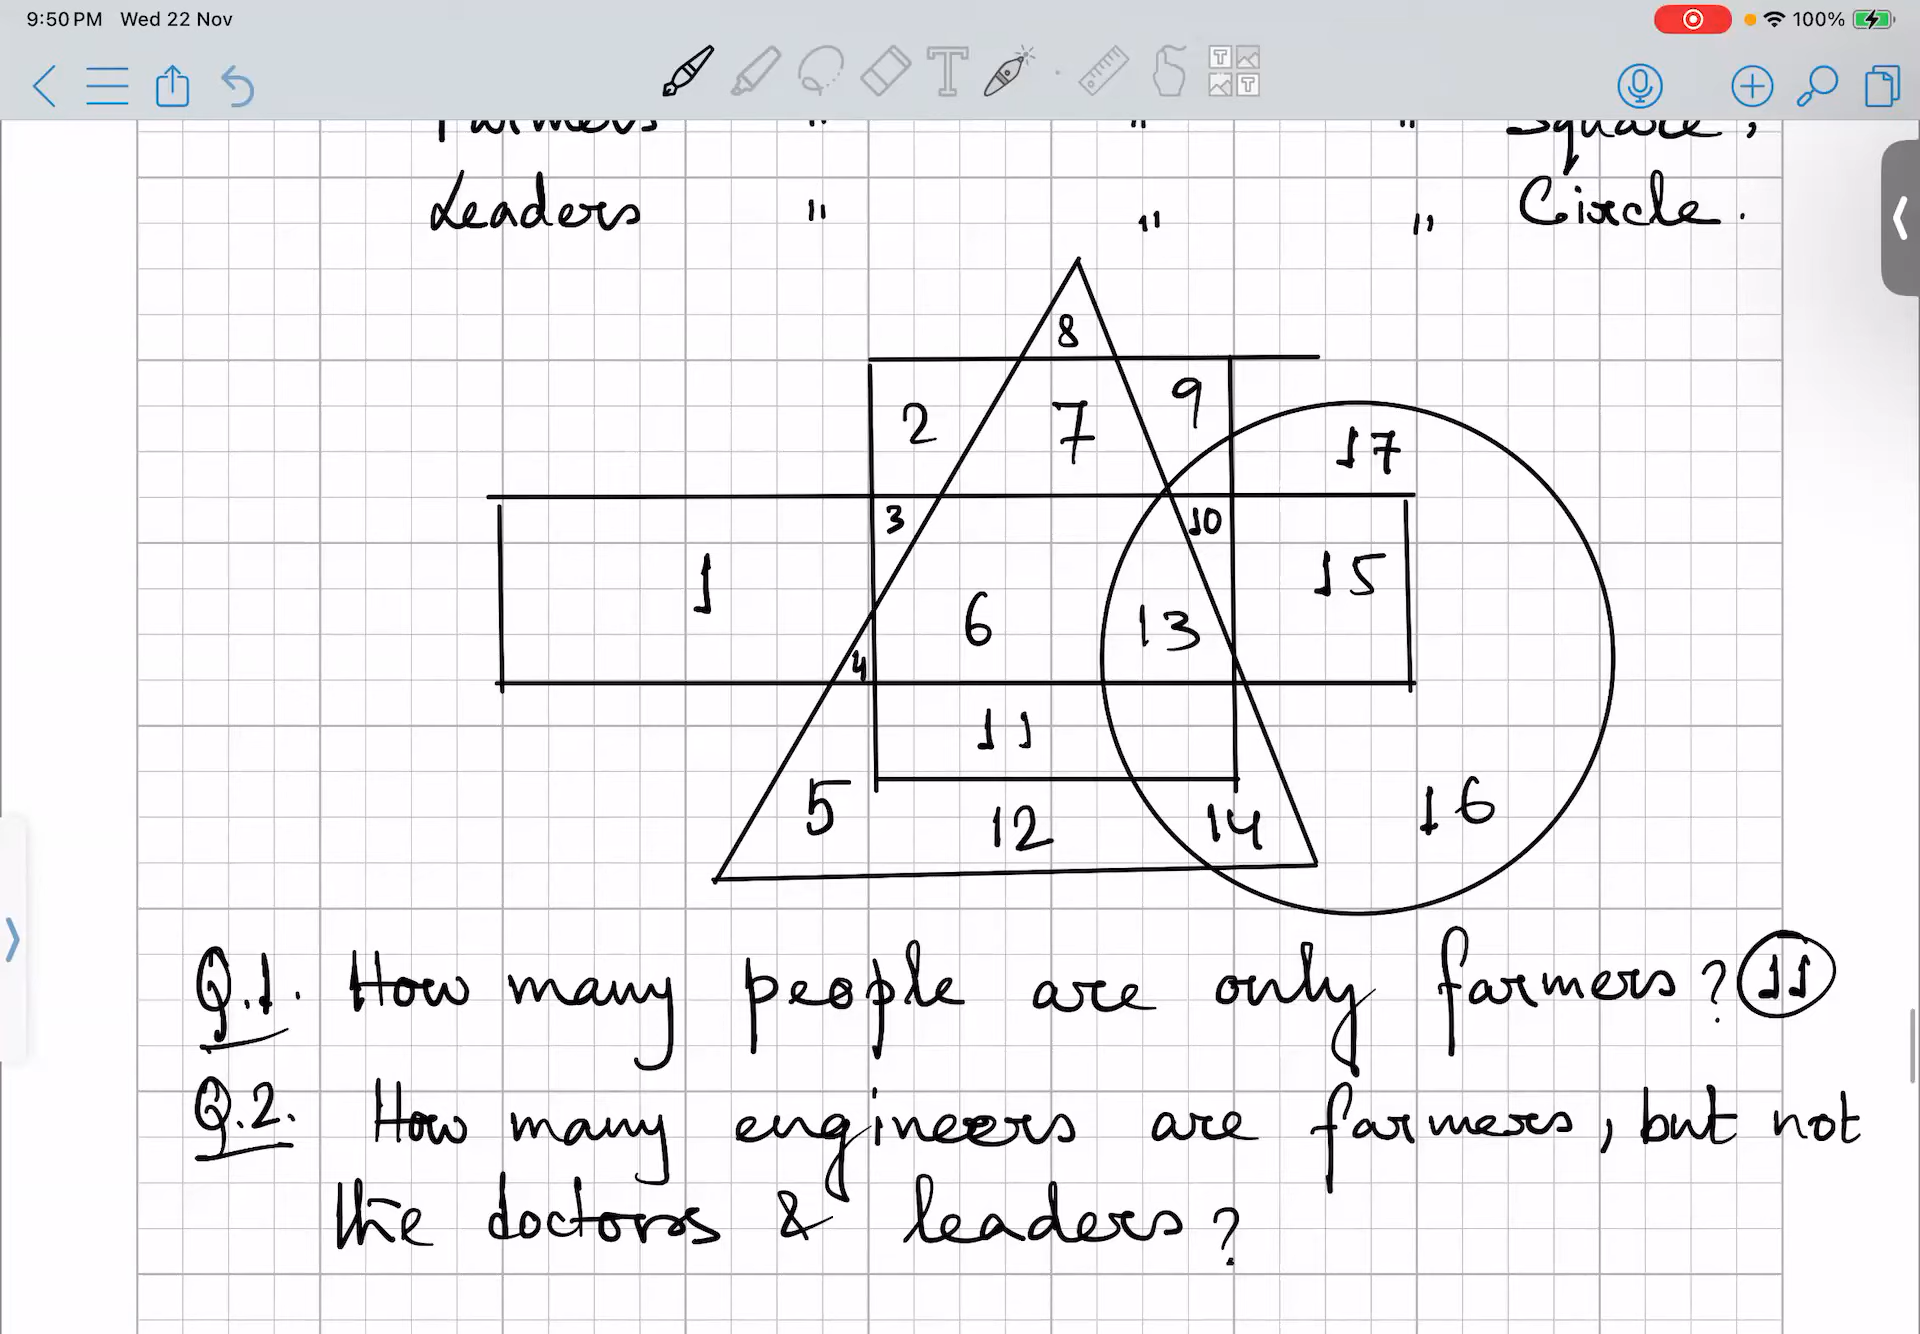 9:50 PM Wed 22 Nov 100%
Farmers " " " Square,
Leaders " " " Circle.
8
2 7 9
17
3 10
1 15
6 13
4
11
5 12 14 16
Q.1. How many people are only farmers? 11
Q.2. How many engineers are farmers, but not
the doctors & leaders?